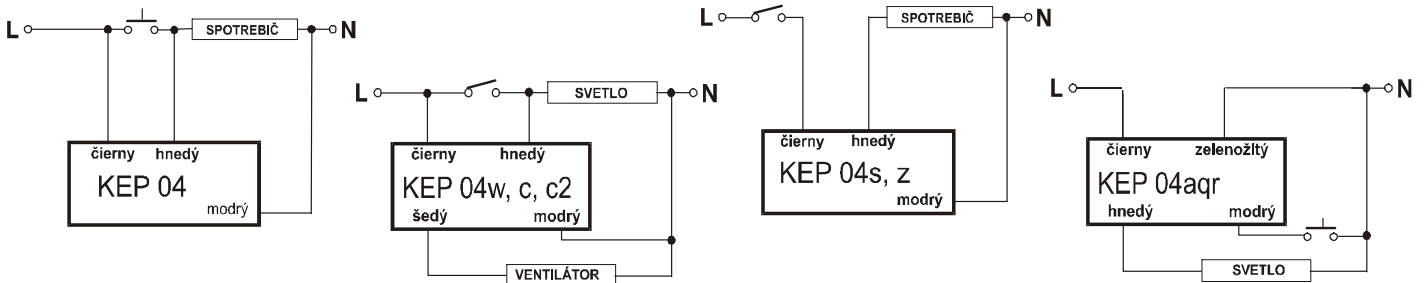 L SPOTREBIČ N
čierny hnedý
KEP 04
modrý
L SVETLO N
čierny hnedý
KEP 04w, c, c2
šedý modrý
VENTILÁTOR
L SPOTREBIČ N
čierny hnedý
KEP 04s, z
modrý
L N
čierny zelenožltý
KEP 04aqr
hnedý modrý
SVETLO